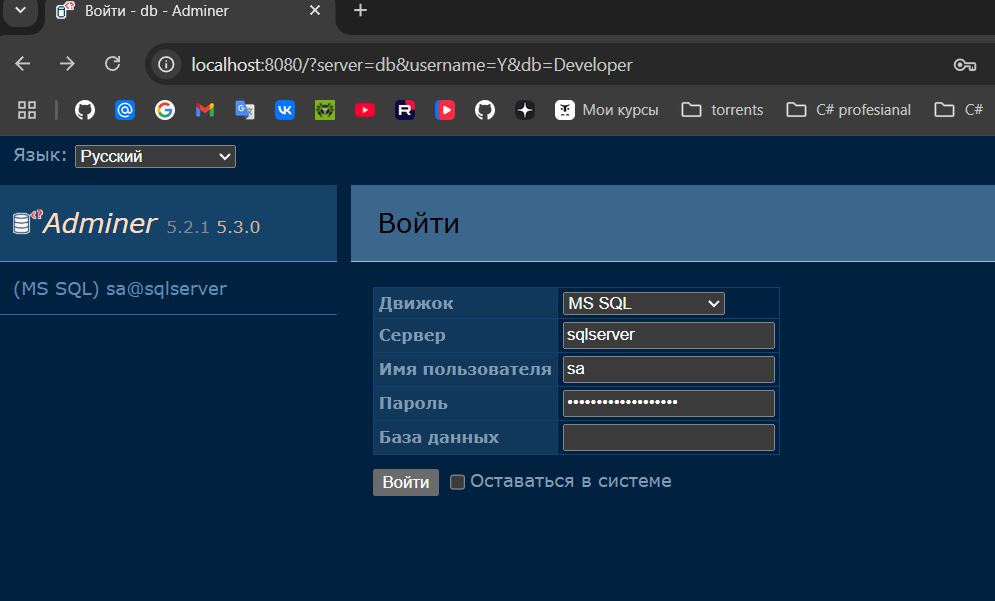 Войти - db - Adminer
localhost:8080/?server=db&username=Y&db=Developer
Мои курсы torrents C# profesianal C#
Язык: Русский
Adminer 5.2.1 5.3.0
Войти
(MS SQL) sa@sqlserver
Движок MS SQL
Сервер sqlserver
Имя пользователя sa
Пароль •••••••••••••••••••
База данных
Войти Оставаться в системе